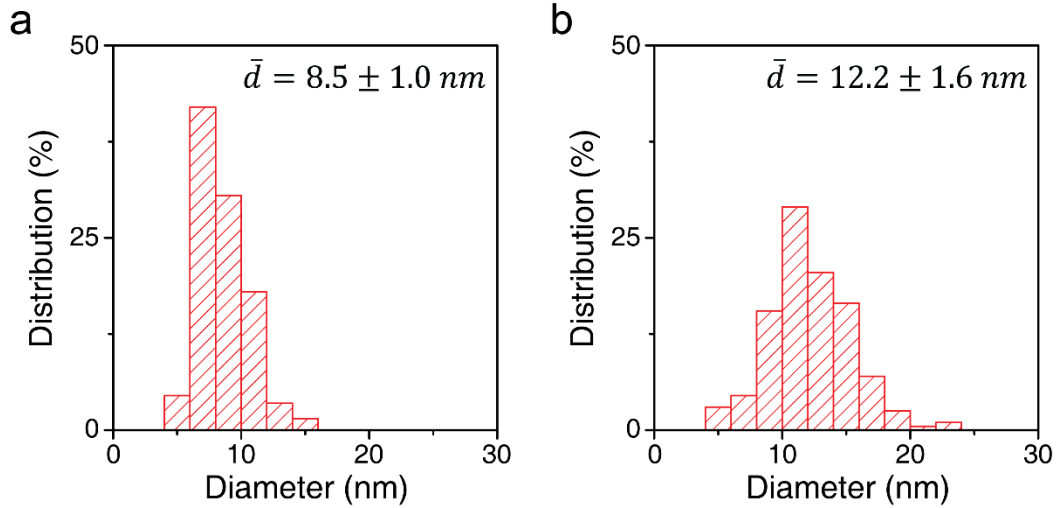 a
50
25
0
Distribution (%)
d̄ = 8.5 ± 1.0 nm
0
10
20
30
Diameter (nm)
b
50
25
0
Distribution (%)
d̄ = 12.2 ± 1.6 nm
0
10
20
30
Diameter (nm)